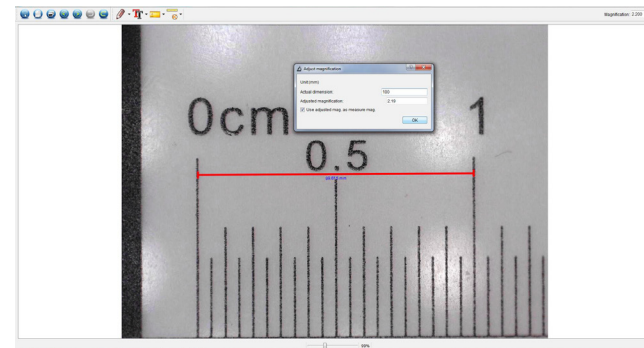 Magnification: 2.200
Adjust magnification
Unit:(mm)
Actual dimension: 100
Adjusted magnification: 2.18
Use adjusted mag. as measure mag.
OK
0cm 1
0.5
69%